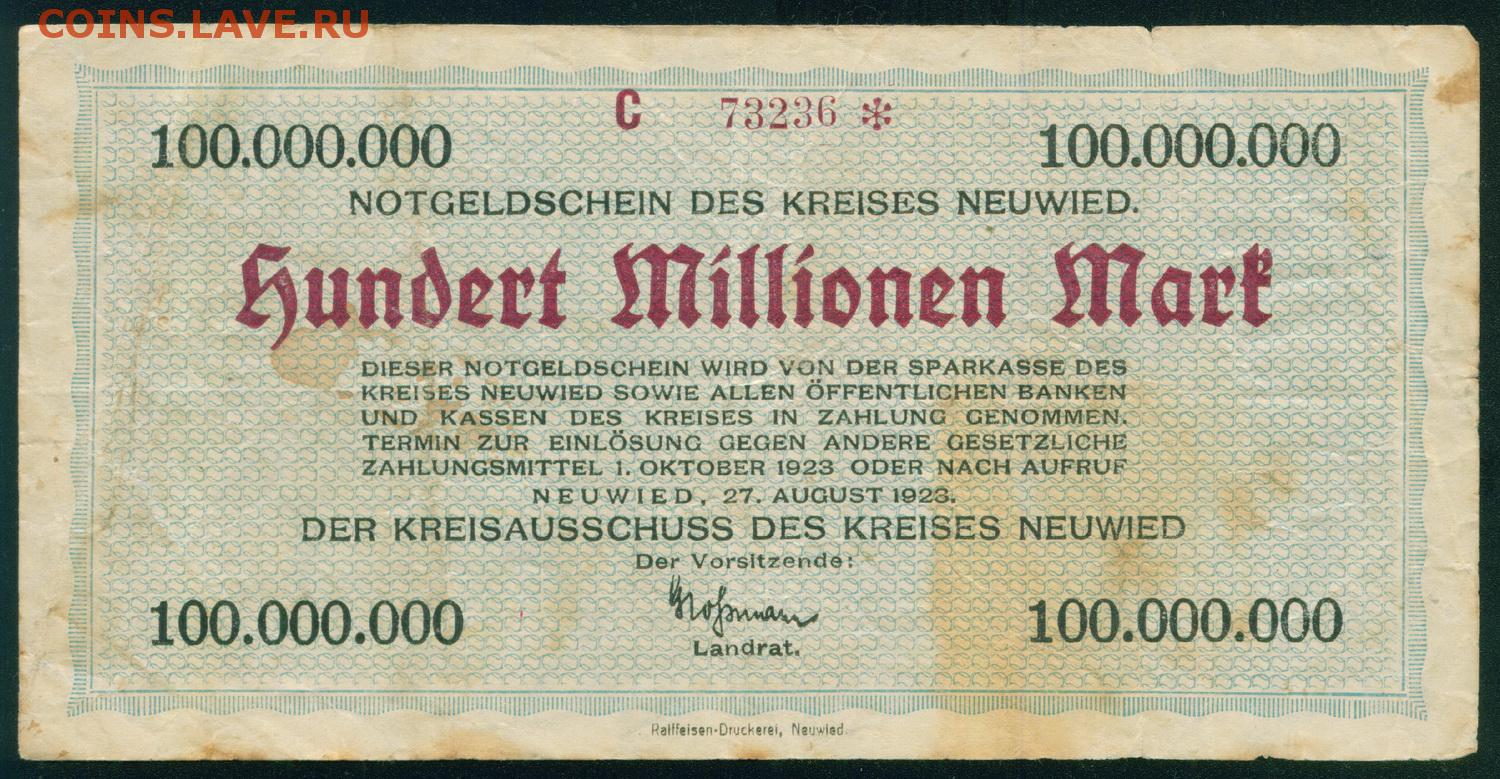 COINS.LAVE.RU
C 73236 *
100.000.000 100.000.000
NOTGELDSCHEIN DES KREISES NEUWIED.
Hundert Millionen Mark
DIESER NOTGELDSCHEIN WIRD VON DER SPARKASSE DES
KREISES NEUWIED SOWIE ALLEN ÖFFENTLICHEN BANKEN
UND KASSEN DES KREISES IN ZAHLUNG GENOMMEN.
TERMIN ZUR EINLÖSUNG GEGEN ANDERE GESETZLICHE
ZAHLUNGSMITTEL 1. OKTOBER 1923 ODER NACH AUFRUF
NEUWIED, 27. AUGUST 1923.
DER KREISAUSSCHUSS DES KREISES NEUWIED
Der Vorsitzende:
100.000.000 100.000.000
Landrat.
Raiffeisen-Druckerei, Neuwied.